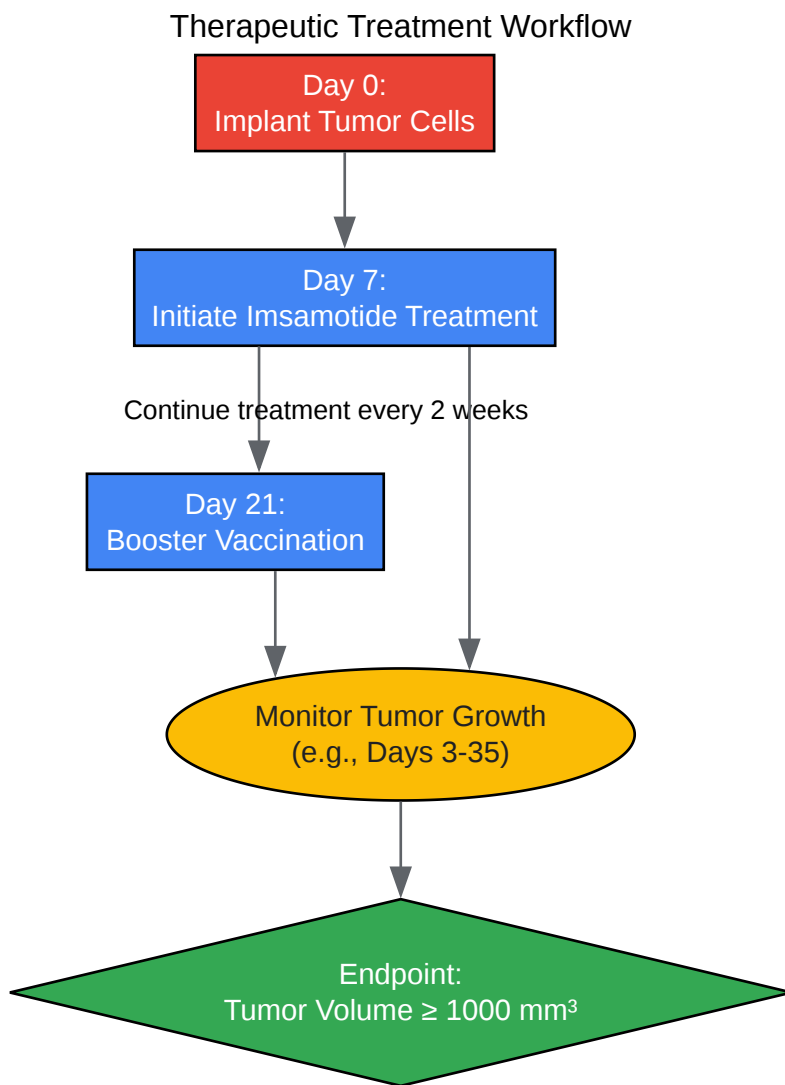 Therapeutic Treatment Workflow
Day 0:
Implant Tumor Cells
Day 7:
Initiate Imsamotide Treatment
Continue treatment every 2 weeks
Day 21:
Booster Vaccination
Monitor Tumor Growth
(e.g., Days 3-35)
Endpoint:
Tumor Volume ≥ 1000 mm³